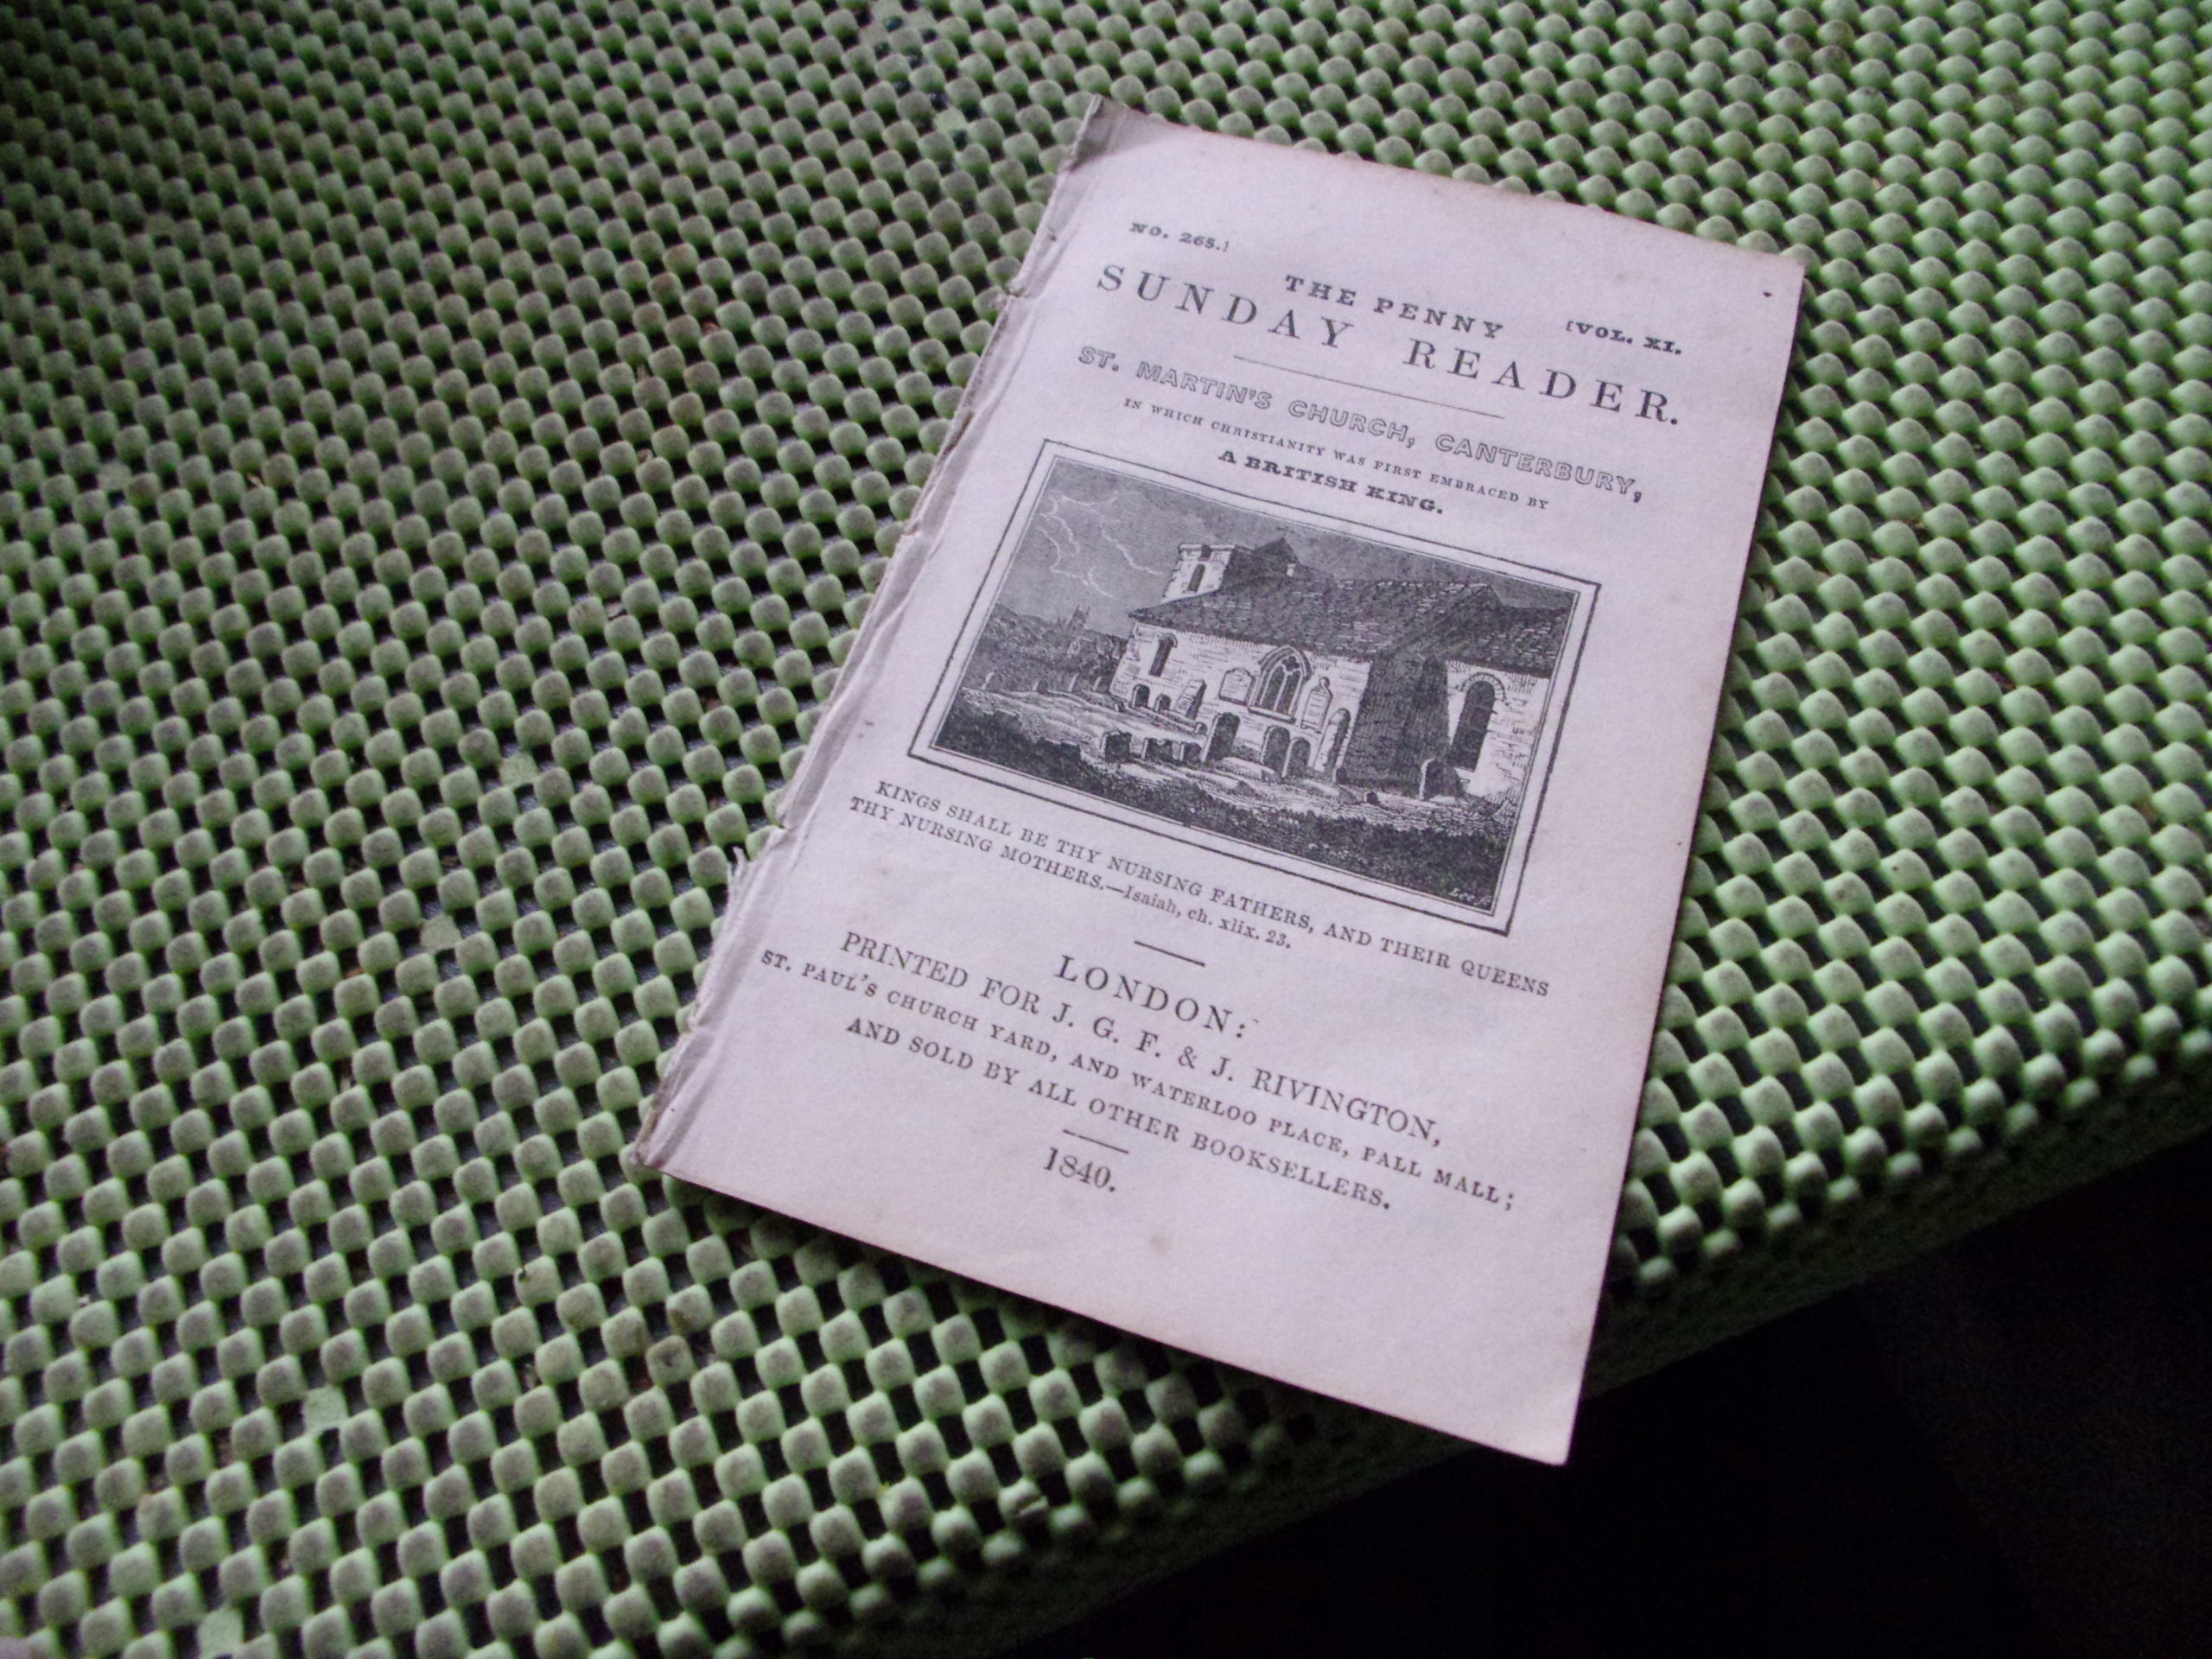 NO. 265.] [VOL. XI.
THE PENNY
SUNDAY READER.
ST. MARTIN'S CHURCH, CANTERBURY,
IN WHICH CHRISTIANITY WAS FIRST EMBRACED BY
A BRITISH KING.
KINGS SHALL BE THY NURSING FATHERS, AND THEIR QUEENS
THY NURSING MOTHERS.—Isaiah, ch. xlix. 23.
LONDON:
PRINTED FOR J. G. F. & J. RIVINGTON,
ST. PAUL'S CHURCH YARD, AND WATERLOO PLACE, PALL MALL;
AND SOLD BY ALL OTHER BOOKSELLERS.
1840.